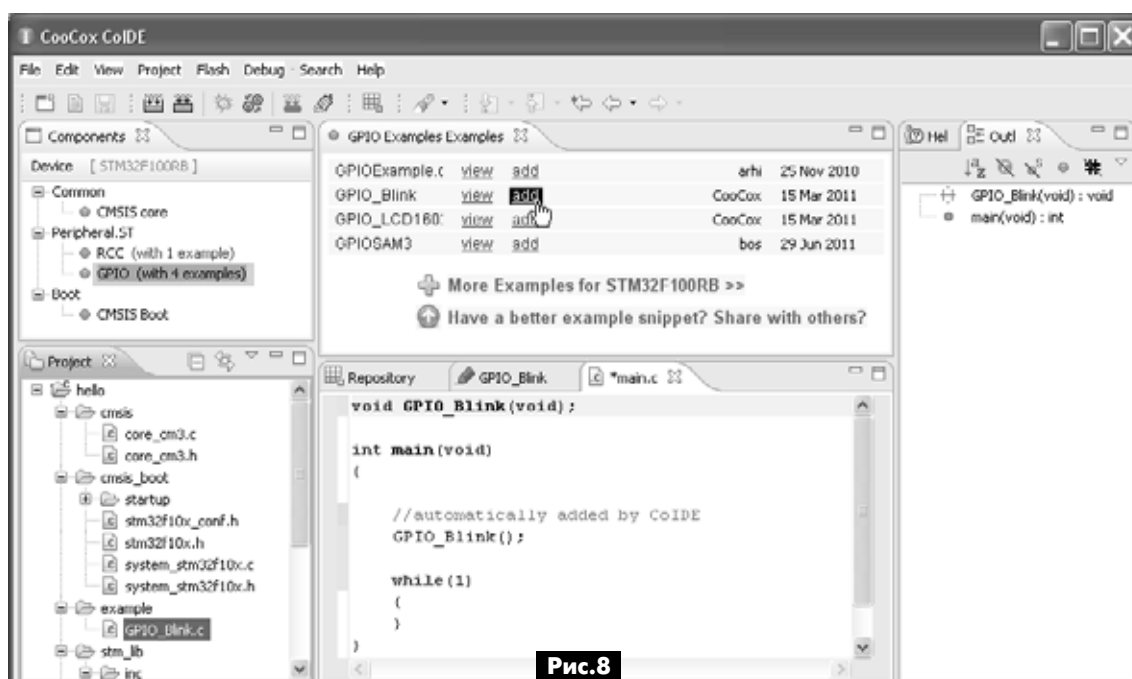 CooCox CoIDE
File Edit View Project Flash Debug Search Help
Components
Device [ STM32F100RB ]
Common
CMSIS core
Peripheral.ST
RCC (with 1 example)
GPIO (with 4 examples)
Boot
CMSIS Boot
GPIO Examples Examples
GPIOExample.c view add arhi 25 Nov 2010
GPIO_Blink view add CooCox 15 Mar 2011
GPIO_LCD160: view add CooCox 15 Mar 2011
GPIOSAM3 view add bos 29 Jun 2011
More Examples for STM32F100RB >>
Have a better example snippet? Share with others?
Hel Outl
GPIO_Blink(void) : void
main(void) : int
Project
hello
cmsis
core_cm3.c
core_cm3.h
cmsis_boot
startup
stm32f10x_conf.h
stm32f10x.h
system_stm32f10x.c
system_stm32f10x.h
example
GPIO_Blink.c
stm_lib
inc
Repository GPIO_Blink *main.c
void GPIO_Blink(void);
int main(void)
{
//automatically added by CoIDE
GPIO_Blink();
while(1)
{
}
}
Рис.8